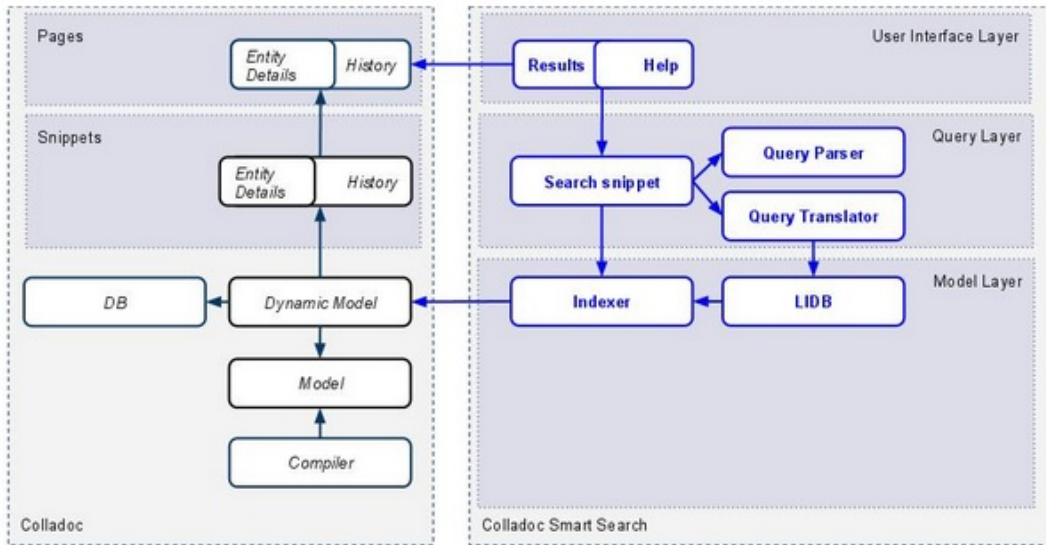 Pages
Entity
Details
History
Snippets
Entity
Details
History
DB
Dynamic Model
Model
Compiler
Colladoc
User Interface Layer
Results
Help
Query Layer
Query Parser
Search snippet
Query Translator
Model Layer
Indexer
LIDB
Colladoc Smart Search